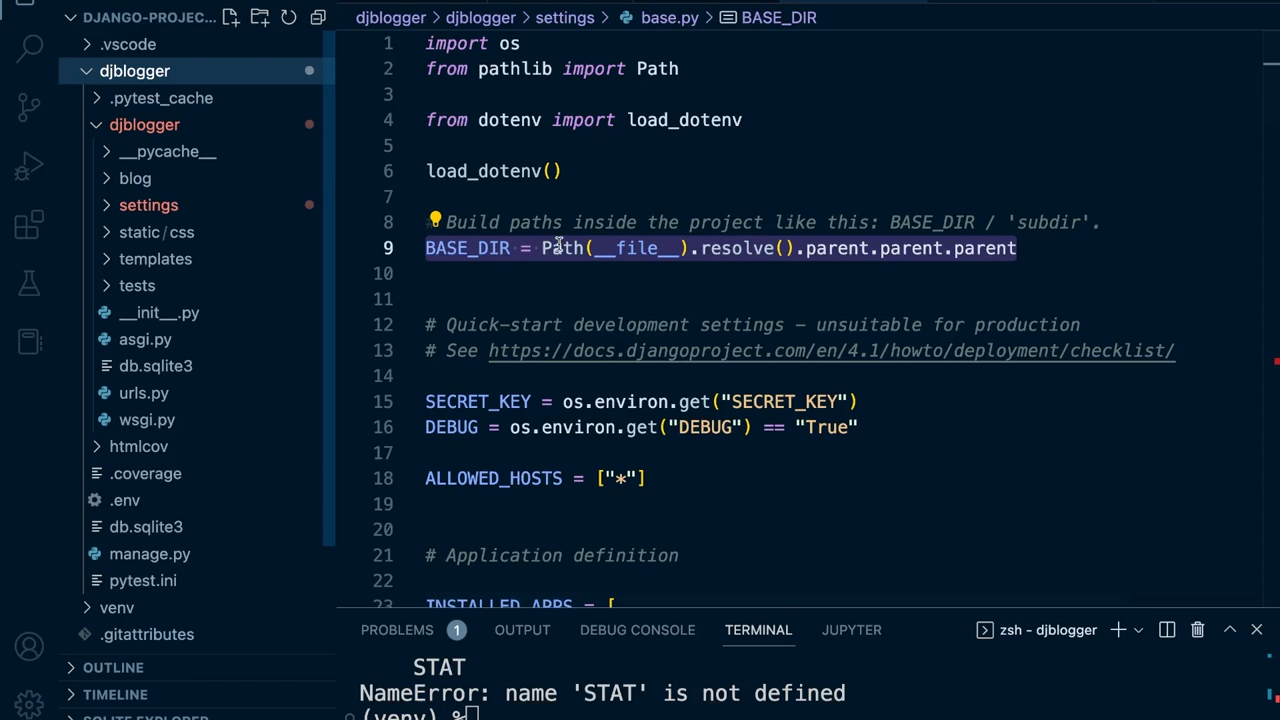 DJANGO-PROJEC...
.vscode
djblogger
.pytest_cache
djblogger
__pycache__
blog
settings
static/css
templates
tests
__init__.py
asgi.py
db.sqlite3
urls.py
wsgi.py
htmlcov
.coverage
.env
db.sqlite3
manage.py
pytest.ini
venv
.gitattributes
OUTLINE
TIMELINE
SQLITE EXPLORER
djblogger > djblogger > settings > base.py > BASE_DIR
1 import os
2 from pathlib import Path
3
4 from dotenv import load_dotenv
5
6 load_dotenv()
7
8 # Build paths inside the project like this: BASE_DIR / 'subdir'.
9 BASE_DIR = Path(__file__).resolve().parent.parent.parent
10
11
12 # Quick-start development settings - unsuitable for production
13 # See https://docs.djangoproject.com/en/4.1/howto/deployment/checklist/
14
15 SECRET_KEY = os.environ.get("SECRET_KEY")
16 DEBUG = os.environ.get("DEBUG") == "True"
17
18 ALLOWED_HOSTS = ["*"]
19
20
21 # Application definition
22
23 INSTALLED_APPS = [
PROBLEMS 1 OUTPUT DEBUG CONSOLE TERMINAL JUPYTER zsh - djblogger
STAT
NameError: name 'STAT' is not defined
(venv) %